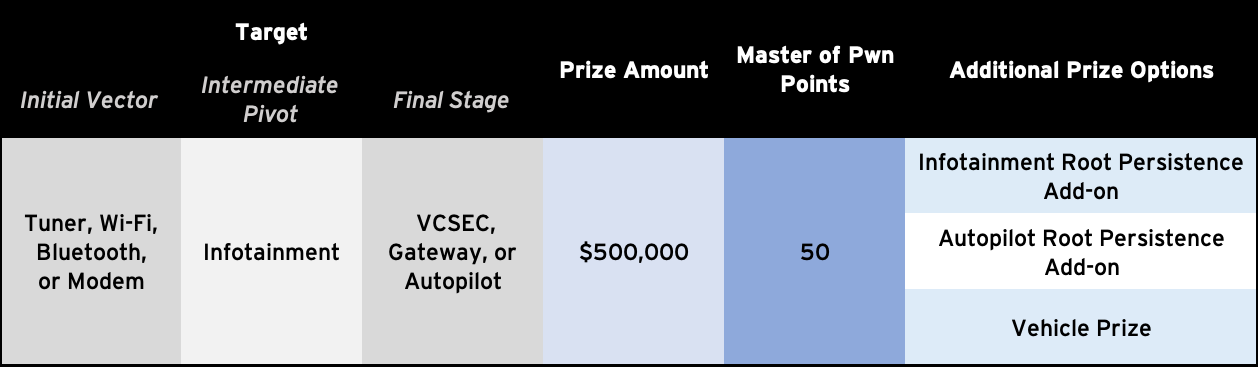 Target
Initial Vector
Intermediate
Pivot
Final Stage
Prize Amount
Master of Pwn
Points
Additional Prize Options
Tuner, Wi-Fi,
Bluetooth,
or Modem
Infotainment
VCSEC,
Gateway, or
Autopilot
$500,000
50
Infotainment Root Persistence
Add-on
Autopilot Root Persistence
Add-on
Vehicle Prize